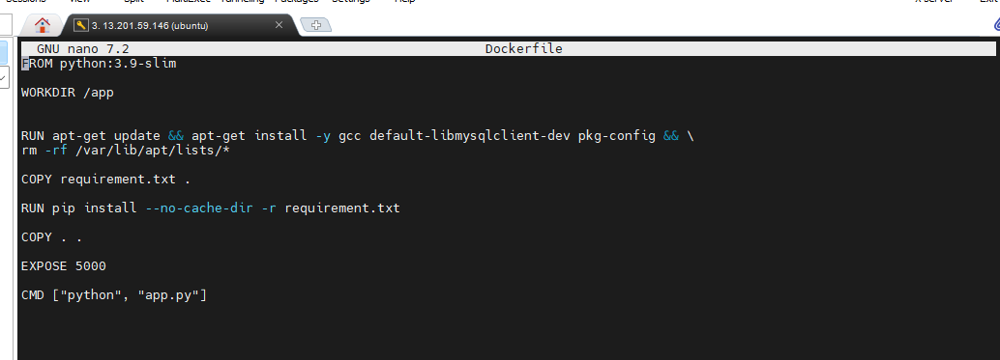 Sessions View Split MultiExec Tunneling Packages Settings Help X server Exit
3. 13.201.59.146 (ubuntu)
GNU nano 7.2 Dockerfile
FROM python:3.9-slim
WORKDIR /app
RUN apt-get update && apt-get install -y gcc default-libmysqlclient-dev pkg-config && \
rm -rf /var/lib/apt/lists/*
COPY requirement.txt .
RUN pip install --no-cache-dir -r requirement.txt
COPY . .
EXPOSE 5000
CMD ["python", "app.py"]